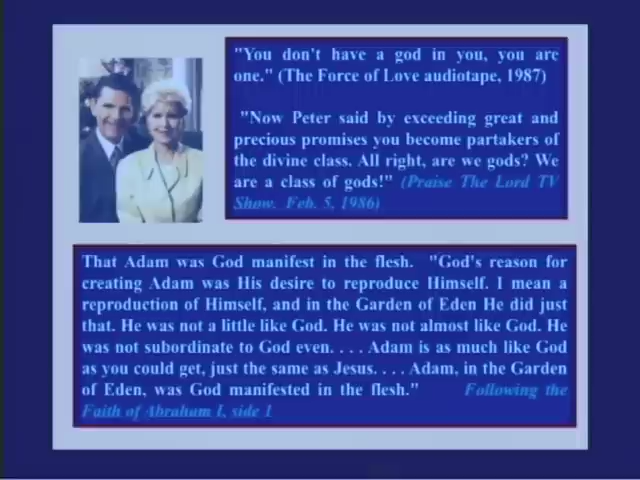 "You don't have a god in you, you are
one." (The Force of Love audiotape, 1987)
"Now Peter said by exceeding great and
precious promises you become partakers of
the divine class. All right, are we gods? We
are a class of gods!" (Praise The Lord TV
Show. Feb. 5, 1986)
That Adam was God manifest in the flesh. "God's reason for
creating Adam was His desire to reproduce Himself. I mean a
reproduction of Himself, and in the Garden of Eden He did just
that. He was not a little like God. He was not almost like God. He
was not subordinate to God even. . . . Adam is as much like God
as you could get, just the same as Jesus. . . . Adam, in the Garden
of Eden, was God manifested in the flesh." Following the
Faith of Abraham I, side 1